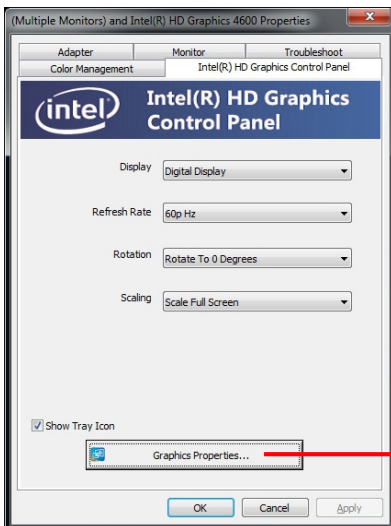 (Multiple Monitors) and Intel(R) HD Graphics 4600 Properties
Adapter Monitor Troubleshoot
Color Management Intel(R) HD Graphics Control Panel
(intel) Intel(R) HD Graphics
Control Panel
Display Digital Display
Refresh Rate 60p Hz
Rotation Rotate To 0 Degrees
Scaling Scale Full Screen
Show Tray Icon
Graphics Properties...
OK Cancel Apply